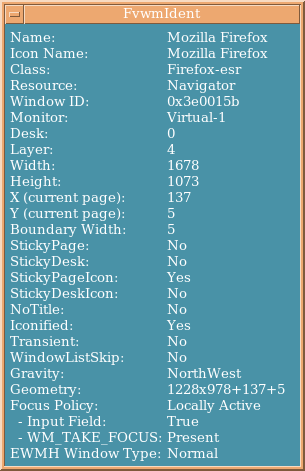 FvwmIdent
Name: Mozilla Firefox
Icon Name: Mozilla Firefox
Class: Firefox-esr
Resource: Navigator
Window ID: 0x3e0015b
Monitor: Virtual-1
Desk: 0
Layer: 4
Width: 1678
Height: 1073
X (current page): 137
Y (current page): 5
Boundary Width: 5
StickyPage: No
StickyDesk: No
StickyPageIcon: Yes
StickyDeskIcon: No
NoTitle: No
Iconified: Yes
Transient: No
WindowListSkip: No
Gravity: NorthWest
Geometry: 1228x978+137+5
Focus Policy: Locally Active
- Input Field: True
- WM_TAKE_FOCUS: Present
EWMH Window Type: Normal